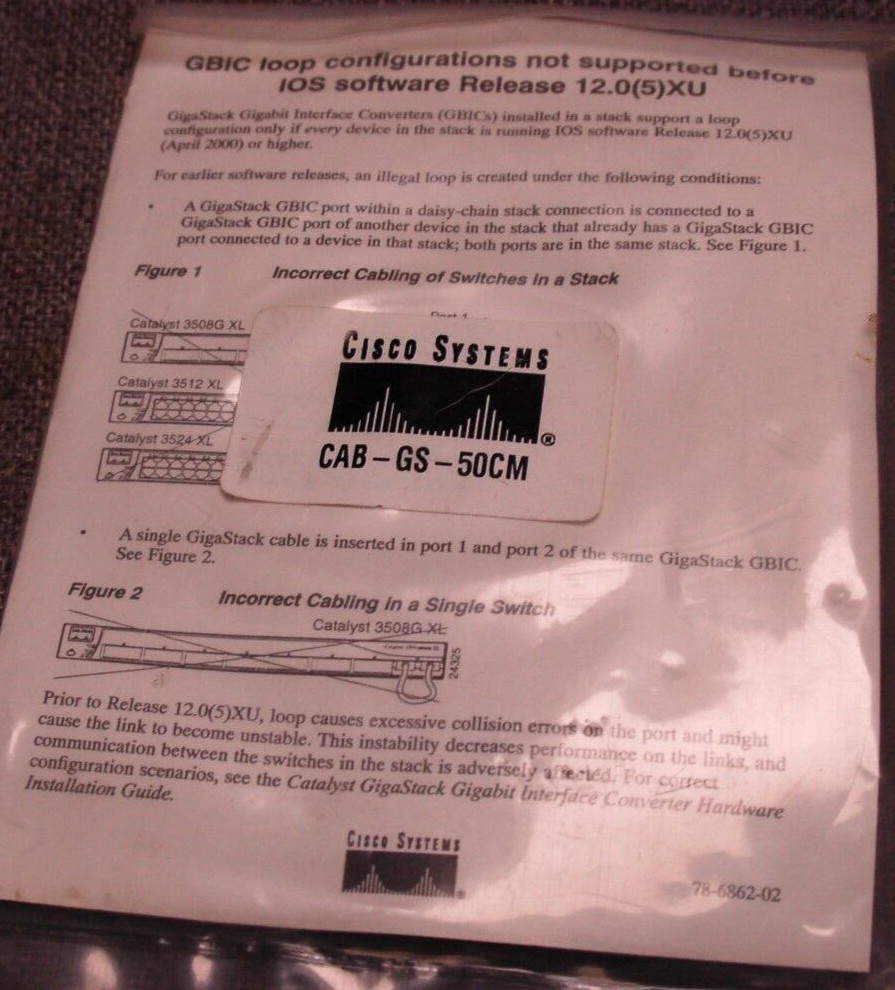 GBIC loop configurations not supported before
IOS software Release 12.0(5)XU
GigaStack Gigabit Interface Converters (GBICs) installed in a stack support a loop
configuration only if every device in the stack is running IOS software Release 12.0(5)XU
(April 2000) or higher.
For earlier software releases, an illegal loop is created under the following conditions:
• A GigaStack GBIC port within a daisy-chain stack connection is connected to a
GigaStack GBIC port of another device in the stack that already has a GigaStack GBIC
port connected to a device in that stack; both ports are in the same stack. See Figure 1.
Figure 1 Incorrect Cabling of Switches in a Stack
Catalyst 3508G XL
Catalyst 3512 XL
Catalyst 3524 XL
CISCO SYSTEMS
®
CAB-GS-50CM
• A single GigaStack cable is inserted in port 1 and port 2 of the same GigaStack GBIC.
See Figure 2.
Figure 2 Incorrect Cabling in a Single Switch
Catalyst 3508G XL
24325
Prior to Release 12.0(5)XU, loop causes excessive collision errors on the port and might
cause the link to become unstable. This instability decreases performance on the links, and
communication between the switches in the stack is adversely affected. For correct
configuration scenarios, see the Catalyst GigaStack Gigabit Interface Converter Hardware
Installation Guide.
CISCO SYSTEMS
®
78-6862-02